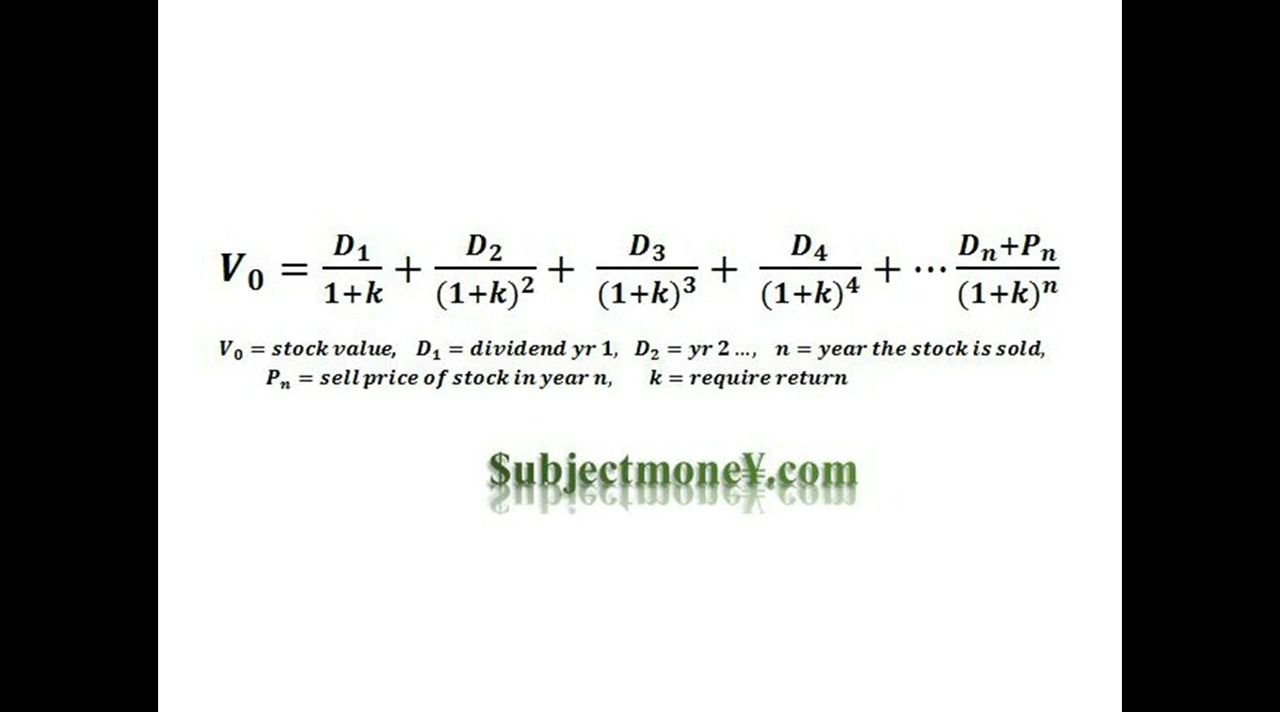 V₀ = D₁/(1+k) + D₂/(1+k)² + D₃/(1+k)³ + D₄/(1+k)⁴ + ⋯ (Dₙ+Pₙ)/(1+k)ⁿ
V₀ = stock value, D₁ = dividend yr 1, D₂ = yr 2 …, n = year the stock is sold,
Pₙ = sell price of stock in year n, k = require return
$ubjectmone¥.com